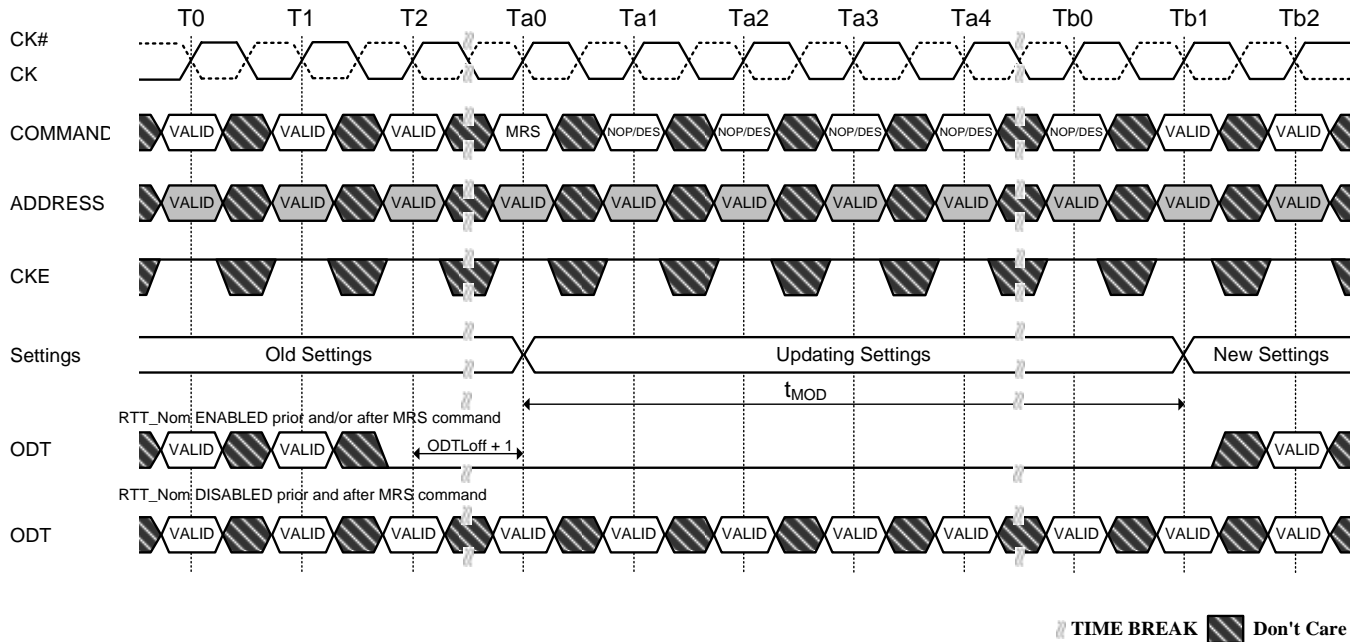 T0 T1 T2 Ta0 Ta1 Ta2 Ta3 Ta4 Tb0 Tb1 Tb2
CK#
CK
COMMAND VALID VALID VALID MRS NOP/DES NOP/DES NOP/DES NOP/DES NOP/DES VALID VALID
ADDRESS VALID VALID VALID VALID VALID VALID VALID VALID VALID VALID VALID
CKE
Settings Old Settings Updating Settings New Settings
tMOD
RTT_Nom ENABLED prior and/or after MRS command
ODT VALID VALID ODTLoff + 1 VALID
RTT_Nom DISABLED prior and after MRS command
ODT VALID VALID VALID VALID VALID VALID VALID VALID VALID VALID VALID
TIME BREAK Don't Care